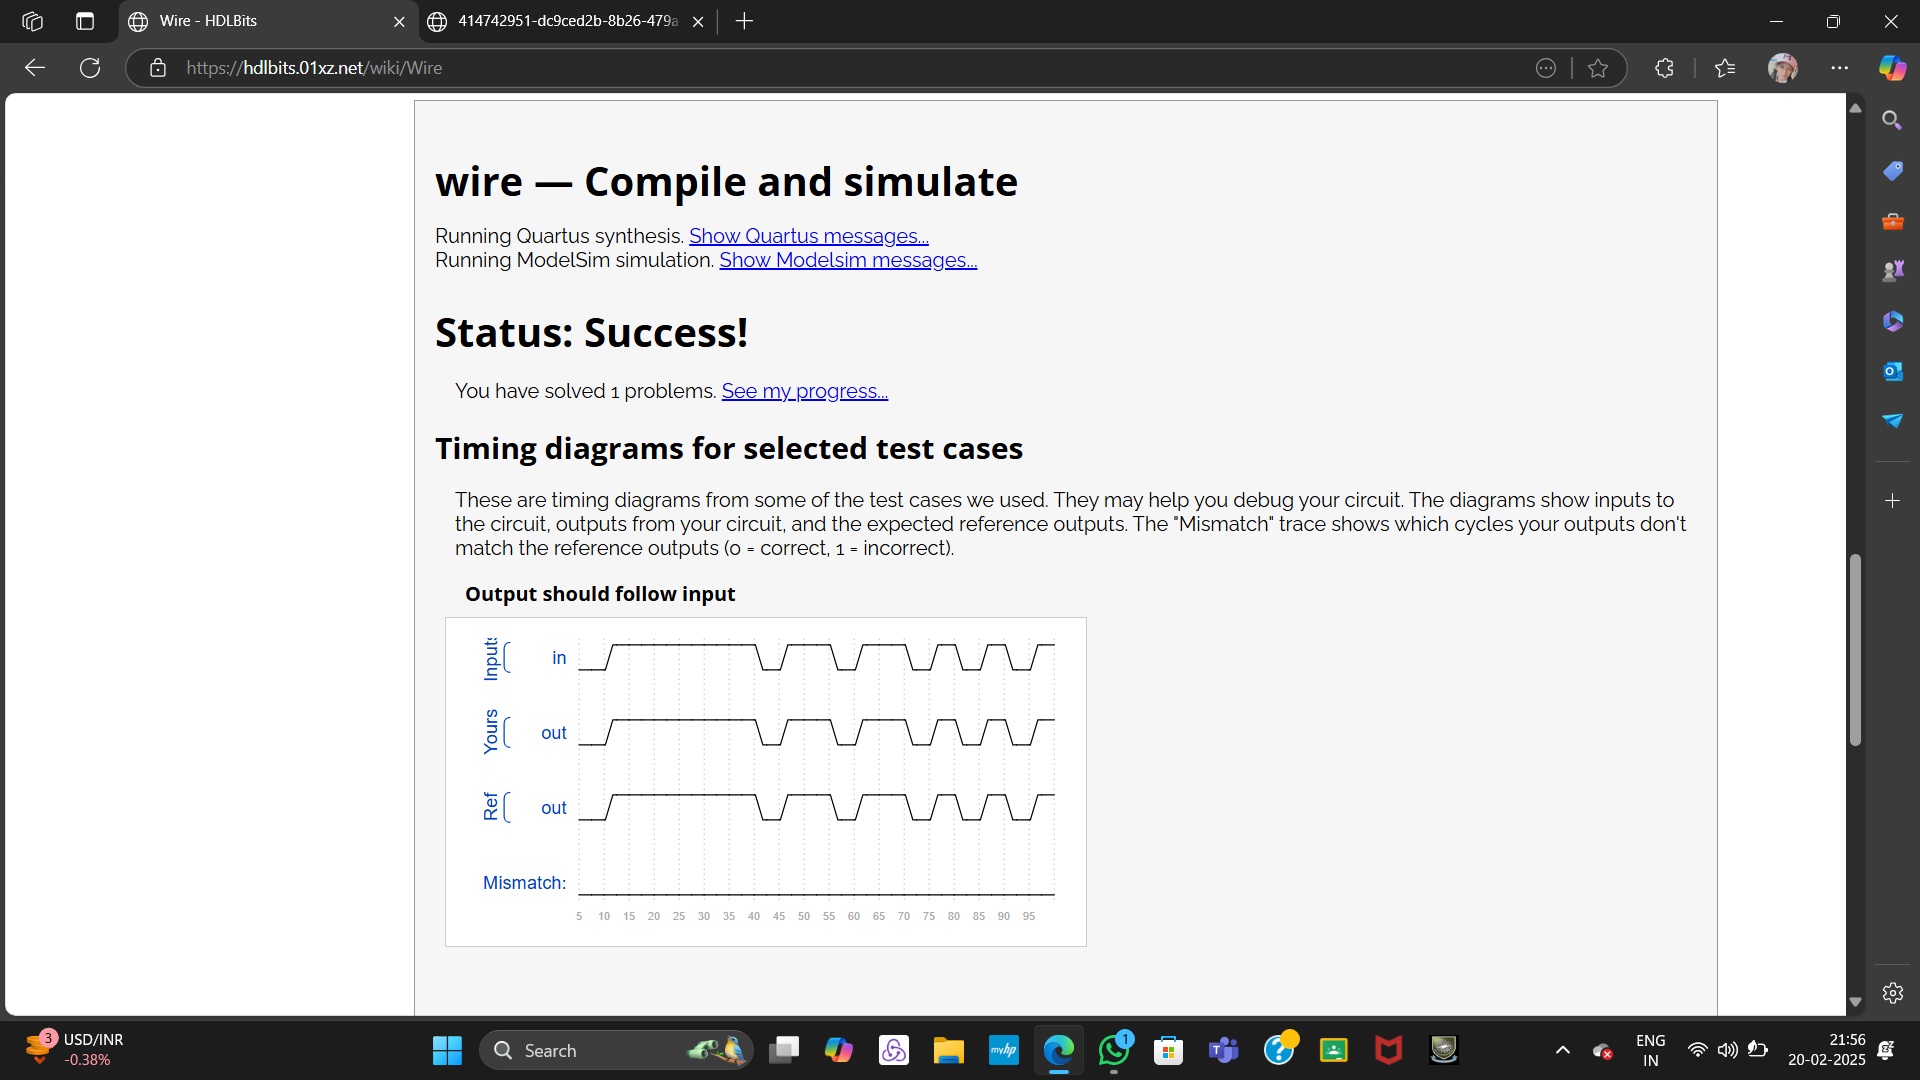 Wire - HDLBits
414742951-dc9ced2b-8b26-479a
https://hdlbits.01xz.net/wiki/Wire
wire — Compile and simulate
Running Quartus synthesis. Show Quartus messages...
Running ModelSim simulation. Show Modelsim messages...
Status: Success!
You have solved 1 problems. See my progress...
Timing diagrams for selected test cases
These are timing diagrams from some of the test cases we used. They may help you debug your circuit. The diagrams show inputs to
the circuit, outputs from your circuit, and the expected reference outputs. The "Mismatch" trace shows which cycles your outputs don't
match the reference outputs (0 = correct, 1 = incorrect).
Output should follow input
Inputs
in
Yours
out
Ref
out
Mismatch:
5 10 15 20 25 30 35 40 45 50 55 60 65 70 75 80 85 90 95
3
USD/INR
-0.38%
Search
myhp
1
ENG
IN
21:56
20-02-2025